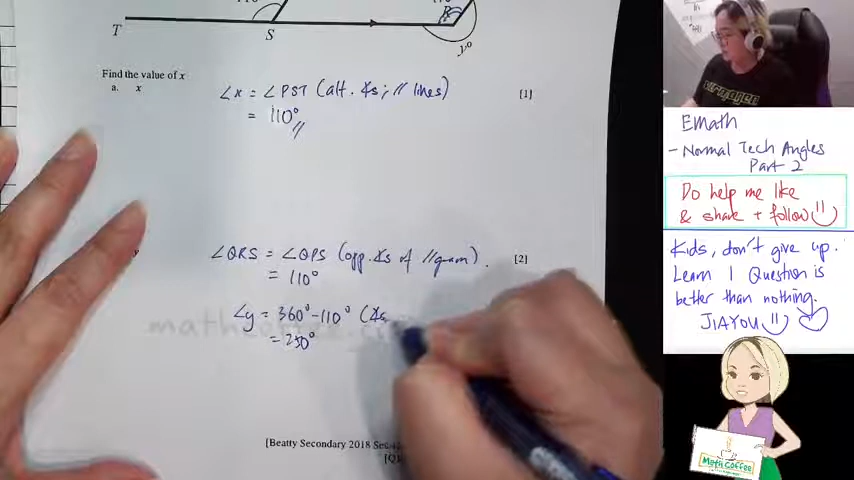 T
S
R
y°
Find the value of x
a. x
∠x = ∠PST (alt. ∡s; // lines)
[1]
= 110°
y
∠QRS = ∠QPS (opp. ∡s of //gram).
[2]
= 110°
∠y = 360° - 110° (∡s
= 250°
[Beatty Secondary 2018 Sec
EMath
- Normal Tech Angles
Part 2
Do help me like
& share + follow
Kids, don't give up.
Learn 1 Question is
better than nothing.
JIAYOU
Math Coffee